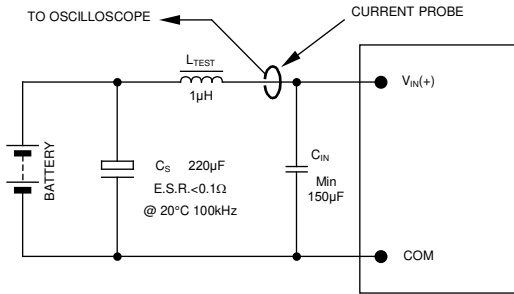 TO OSCILLOSCOPE
CURRENT PROBE
LTEST
1µH
VIN(+)
BATTERY
CS 220µF
E.S.R.<0.1Ω
@ 20°C 100kHz
CIN
Min
150µF
COM